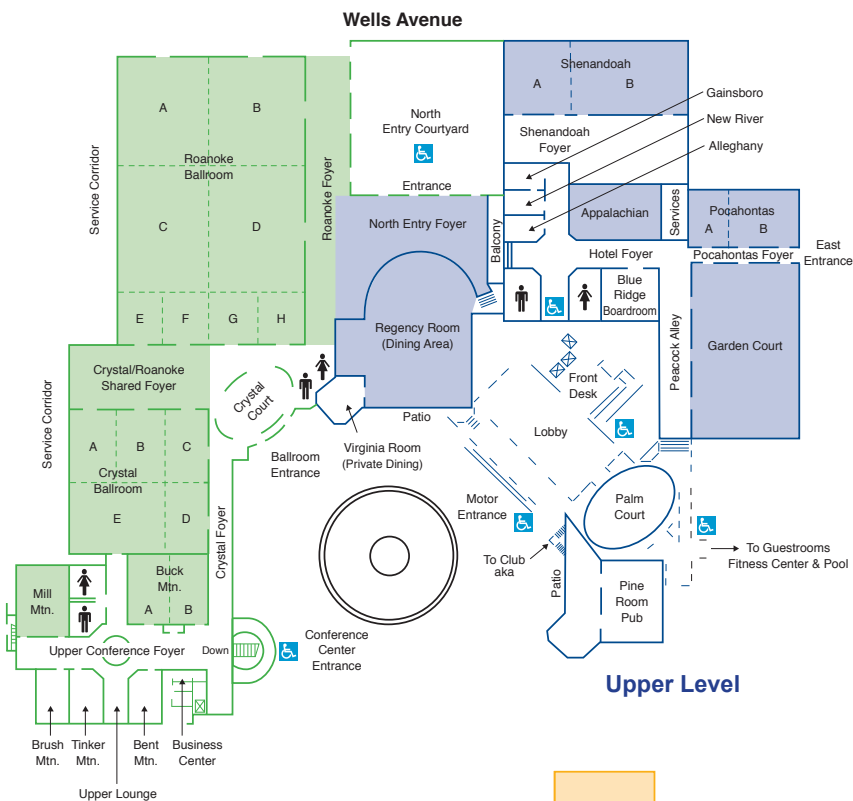 Wells Avenue
Shenandoah
A
B
Gainsboro
New River
Alleghany
A
B
North
Entry Courtyard
Shenandoah
Foyer
Service Corridor
Roanoke
Ballroom
Roanoke Foyer
Entrance
C
D
North Entry Foyer
Balcony
Appalachian
Services
Pocahontas
A
B
Hotel Foyer
Pocahontas Foyer
East
Entrance
Blue
Ridge
Boardroom
E
F
G
H
Regency Room
(Dining Area)
Peacock Alley
Garden Court
Crystal/Roanoke
Shared Foyer
Crystal
Court
Front
Desk
Patio
Lobby
Service Corridor
A
B
C
Crystal
Ballroom
E
D
Ballroom
Entrance
Virginia Room
(Private Dining)
Motor
Entrance
Palm
Court
Crystal Foyer
To Club
aka
Patio
To Guestrooms
Fitness Center & Pool
Pine
Room
Pub
Buck
Mtn.
A
B
Mill
Mtn.
Upper Conference Foyer
Down
Conference
Center
Entrance
Upper Level
Brush
Mtn.
Tinker
Mtn.
Bent
Mtn.
Business
Center
Upper Lounge